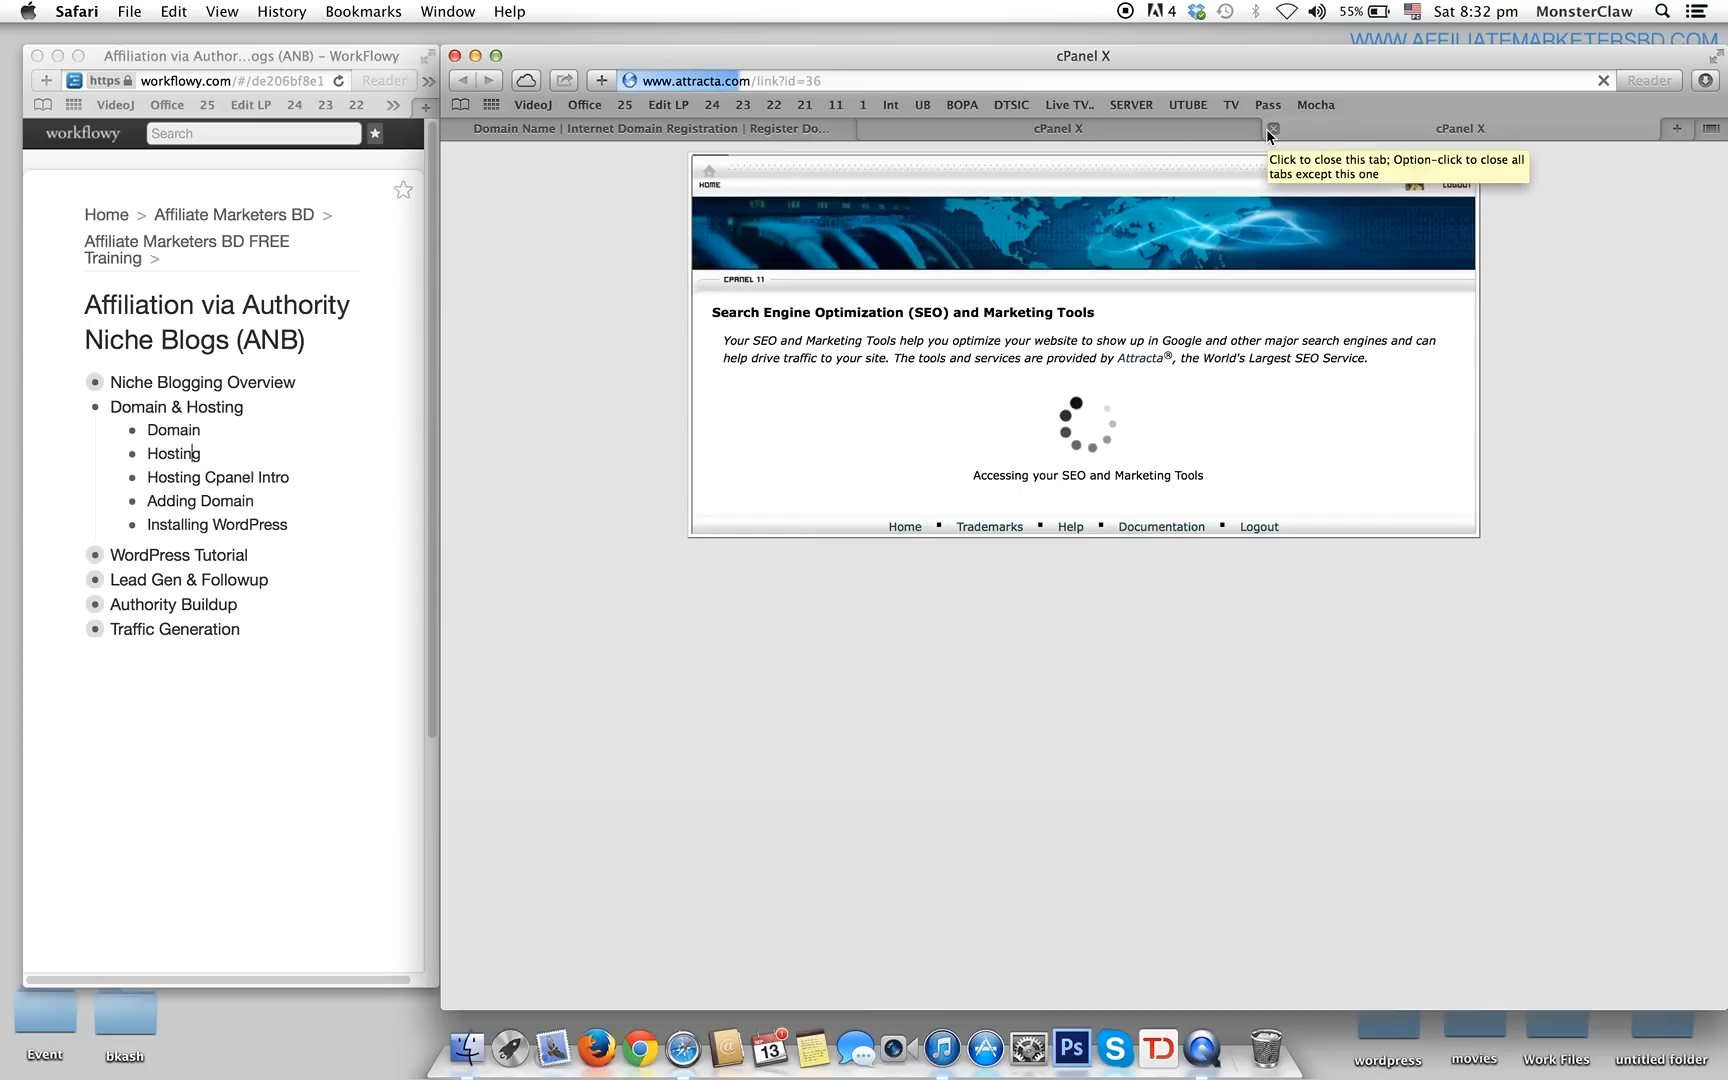 Safari File Edit View History Bookmarks Window Help
4 55% Sat 8:32 pm MonsterClaw
WWW.AFFILIATEMARKETERSBD.COM
Affiliation via Author...ogs (ANB) – WorkFlowy
https workflowy.com/#/de206bf8e1 Reader
VideoJ Office 25 Edit LP 24 23 22
workflowy Search
Home > Affiliate Marketers BD >
Affiliate Marketers BD FREE
Training >
Affiliation via Authority
Niche Blogs (ANB)
Niche Blogging Overview
Domain & Hosting
Domain
Hosting
Hosting Cpanel Intro
Adding Domain
Installing WordPress
WordPress Tutorial
Lead Gen & Followup
Authority Buildup
Traffic Generation
cPanel X
www.attracta.com/link?id=36 Reader
VideoJ Office 25 Edit LP 24 23 22 21 11 1 Int UB BOPA DTSIC Live TV.. SERVER UTUBE TV Pass Mocha
Domain Name | Internet Domain Registration | Register Do... cPanel X cPanel X
Click to close this tab; Option-click to close all
tabs except this one
HOME LOGOUT
CPANEL 11
Search Engine Optimization (SEO) and Marketing Tools
Your SEO and Marketing Tools help you optimize your website to show up in Google and other major search engines and can
help drive traffic to your site. The tools and services are provided by Attracta®, the World's Largest SEO Service.
Accessing your SEO and Marketing Tools
Home Trademarks Help Documentation Logout
Event bkash
SEP 13 1
Ps
TD
wordpress movies Work Files untitled folder